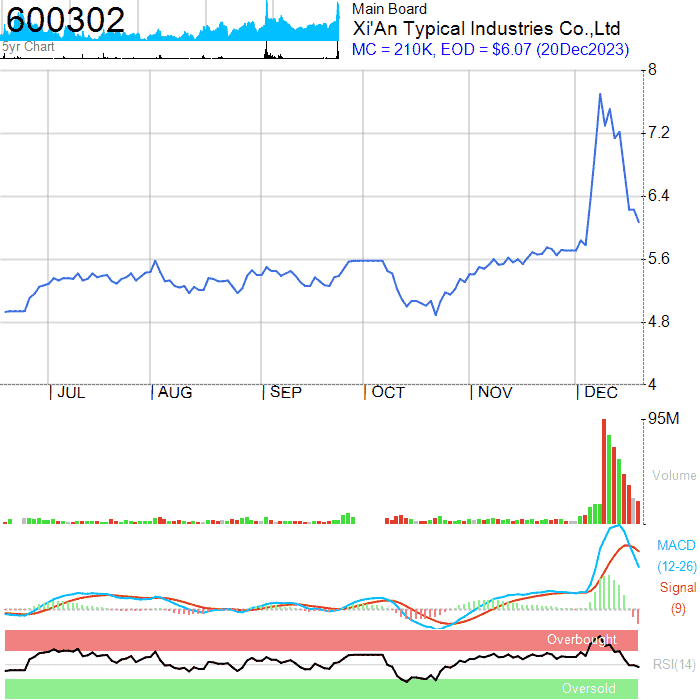 600302
5yr Chart
Main Board
Xi'An Typical Industries Co.,Ltd
MC = 210K, EOD = $6.07 (20Dec2023)
8
7.2
6.4
5.6
4.8
4
JUL
AUG
SEP
OCT
NOV
DEC
95M
Volume
MACD
(12-26)
Signal
(9)
Overbought
RSI(14)
Oversold